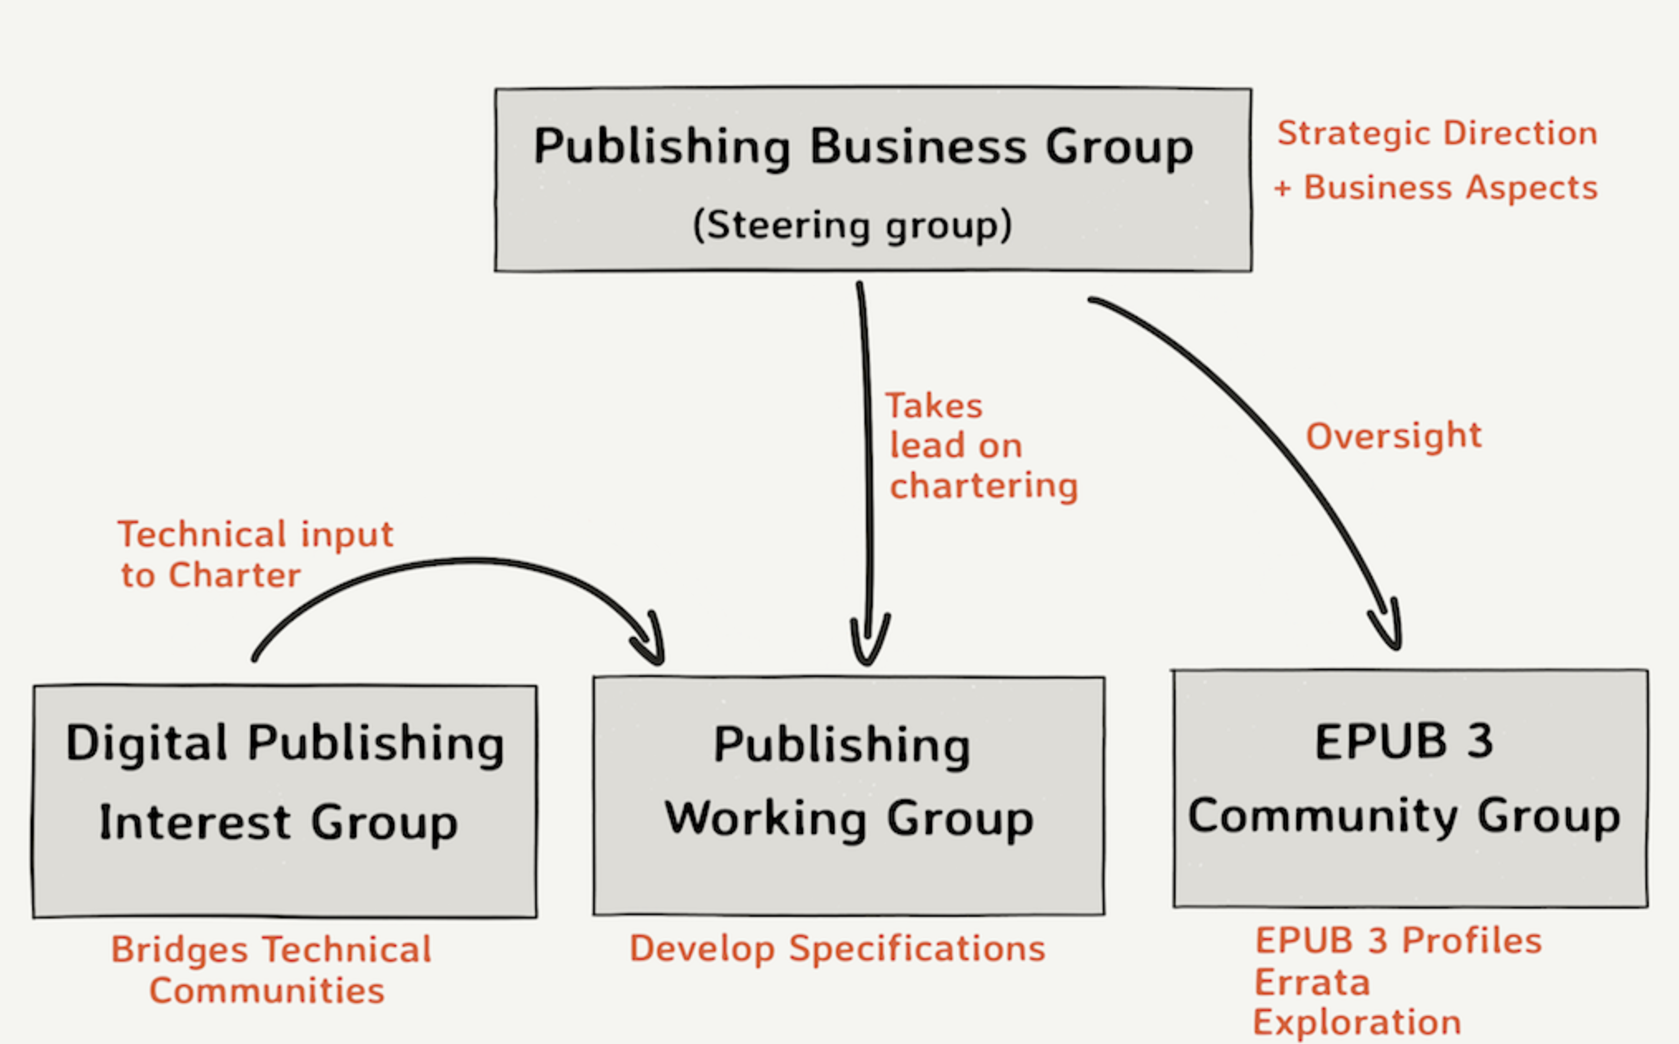 Publishing Business Group
(Steering group)
Strategic Direction
+ Business Aspects
Takes
lead on
chartering
Oversight
Technical input
to Charter
Digital Publishing
Interest Group
Bridges Technical
Communities
Publishing
Working Group
Develop Specifications
EPUB 3
Community Group
EPUB 3 Profiles
Errata
Exploration